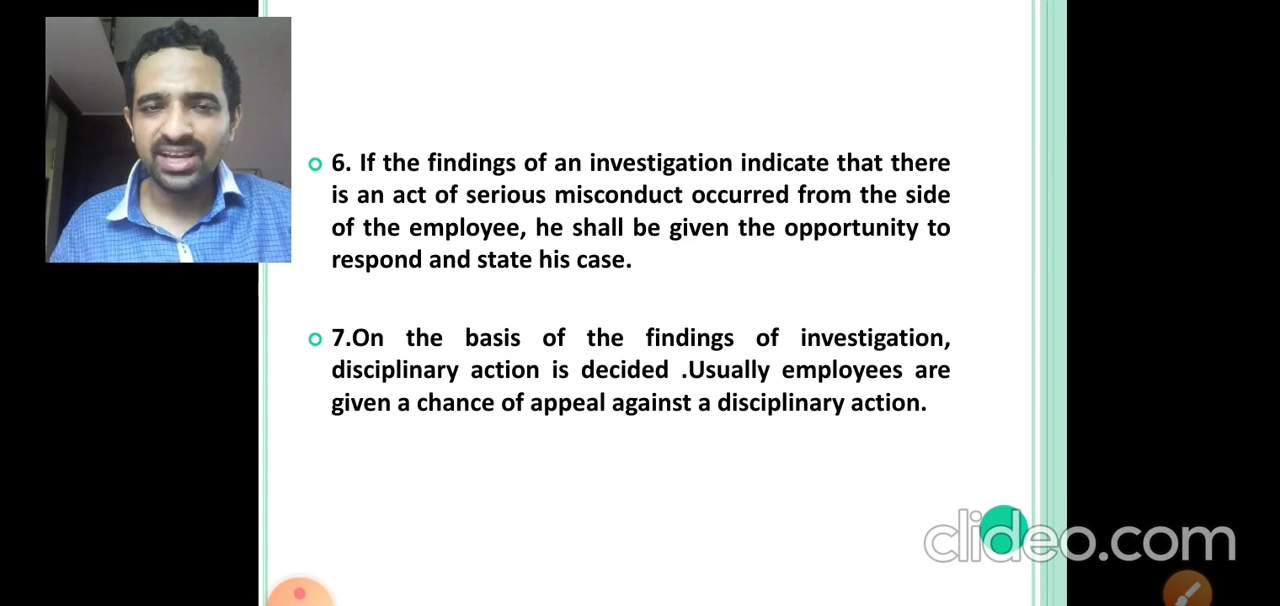 6. If the findings of an investigation indicate that there
is an act of serious misconduct occurred from the side
of the employee, he shall be given the opportunity to
respond and state his case.
7.On the basis of the findings of investigation,
disciplinary action is decided .Usually employees are
given a chance of appeal against a disciplinary action.
clideo.com